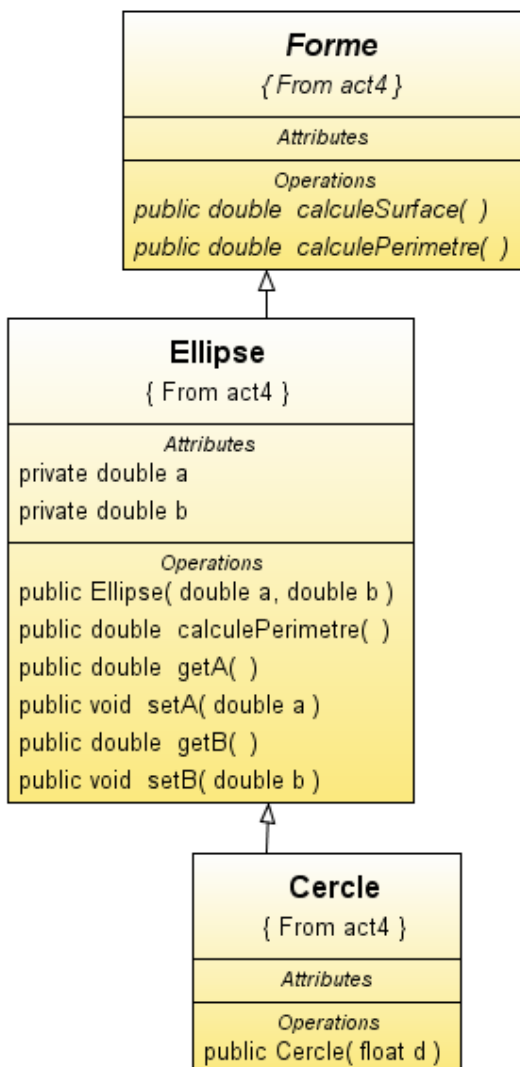 Forme
{ From act4 }
Attributes
Operations
public double calculeSurface( )
public double calculePerimetre( )
Ellipse
{ From act4 }
Attributes
private double a
private double b
Operations
public Ellipse( double a, double b )
public double calculePerimetre( )
public double getA( )
public void setA( double a )
public double getB( )
public void setB( double b )
Cercle
{ From act4 }
Attributes
Operations
public Cercle( float d )